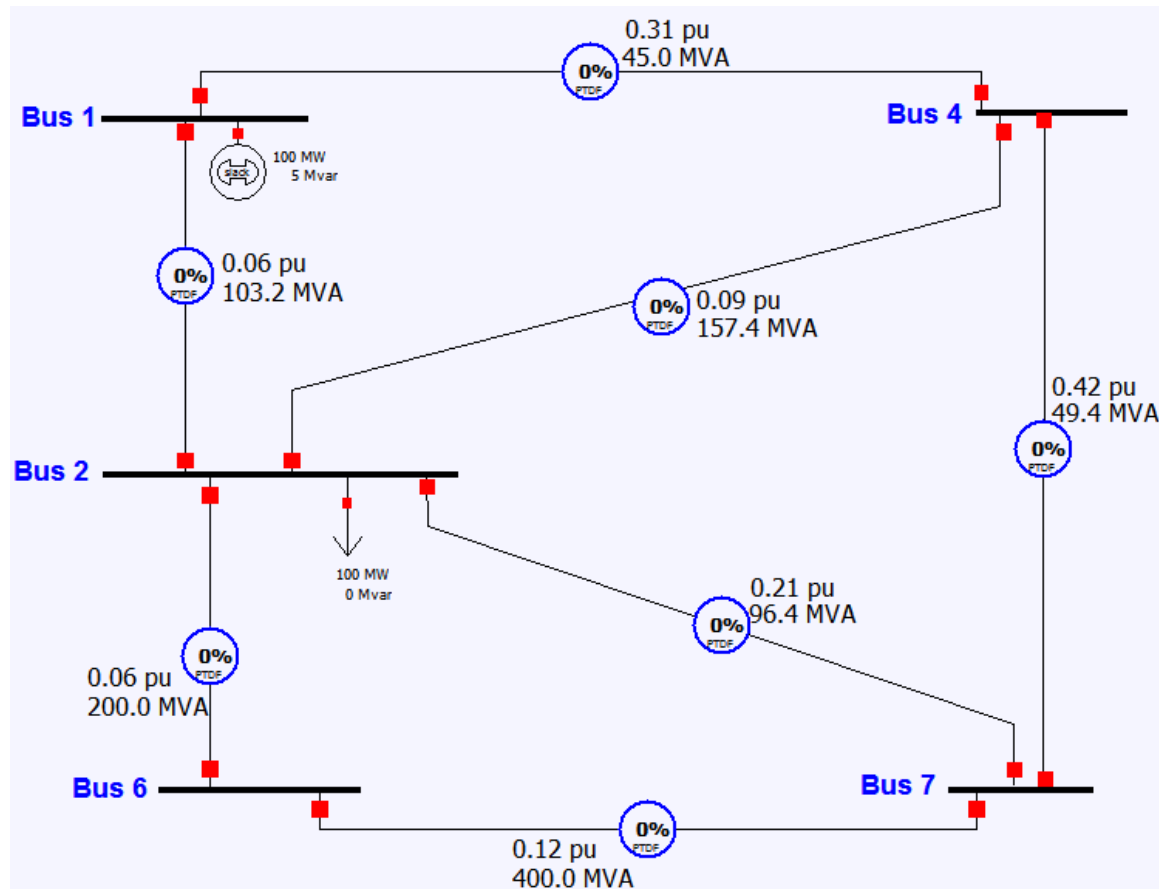 0.31 pu
45.0 MVA
0%
PTDF
Bus 1
Bus 4
slack
100 MW
5 Mvar
0%
PTDF
0.06 pu
103.2 MVA
0%
PTDF
0.09 pu
157.4 MVA
0.42 pu
49.4 MVA
0%
PTDF
Bus 2
100 MW
0 Mvar
0.21 pu
96.4 MVA
0%
PTDF
0%
PTDF
0.06 pu
200.0 MVA
Bus 6
Bus 7
0%
PTDF
0.12 pu
400.0 MVA